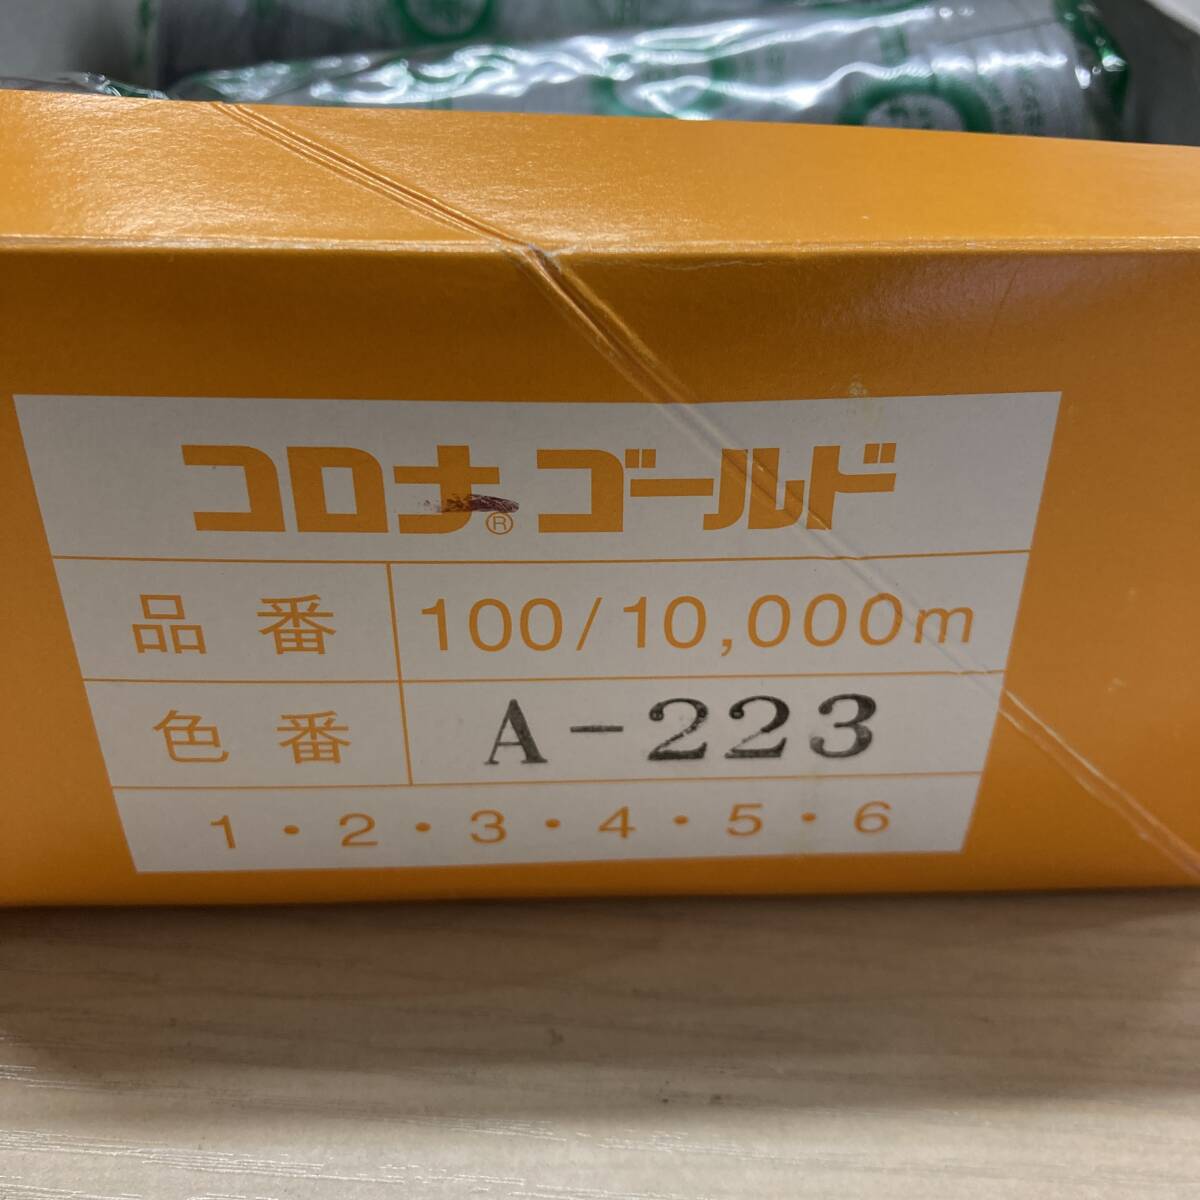 コロナ® ゴールド
品番 100/10,000m
色番 A-223
1・2・3・4・5・6